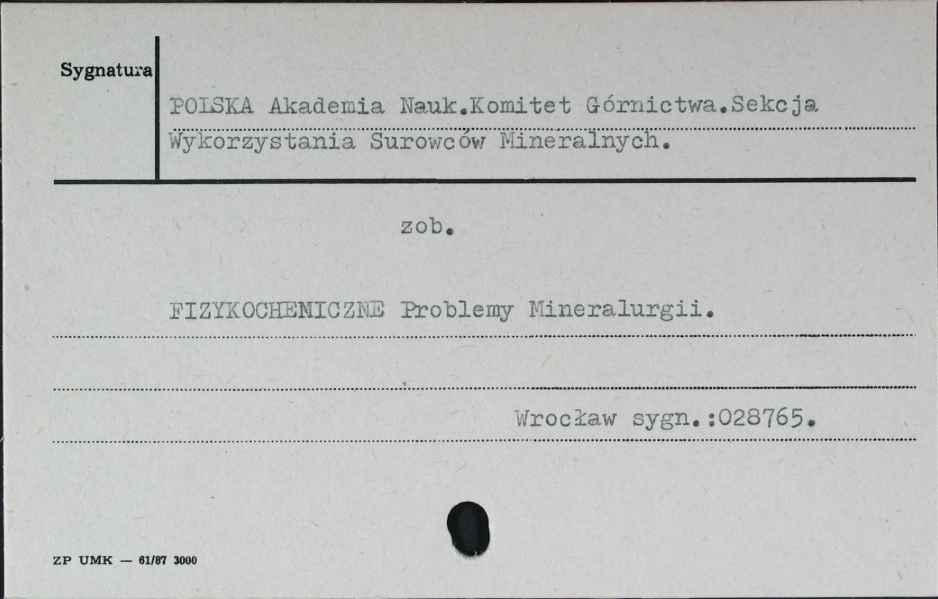 Sygnatura
POLSKA Akademia Nauk.Komitet Górnictwa.Sekcja
Wykorzystania Surowców Mineralnych.
zob.
FIZYKOCHEMICZNE Problemy Mineralurgii.
Wrocław sygn.:028765.
ZP UMK — 61/87 3000